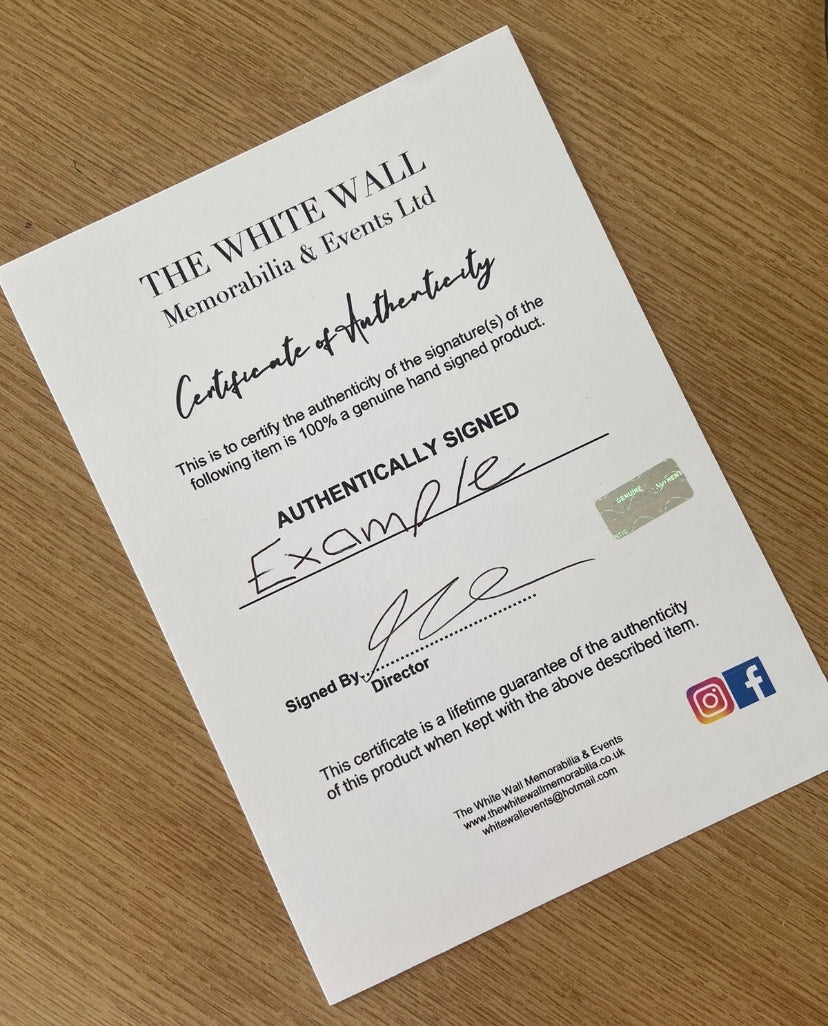 THE WHITE WALL
Memorabilia & Events Ltd
Certificate of Authenticity
This is to certify the authenticity of the signature(s) of the
following item is 100% a genuine hand signed product.
AUTHENTICALLY SIGNED
Example
GENUINE AUTHENT
TIC
Signed By
Director
This certificate is a lifetime guarantee of the authenticity
of this product when kept with the above described item.
f
The White Wall Memorabilia & Events
www.thewhitewallmemorabilia.co.uk
whitewallevents@hotmail.com